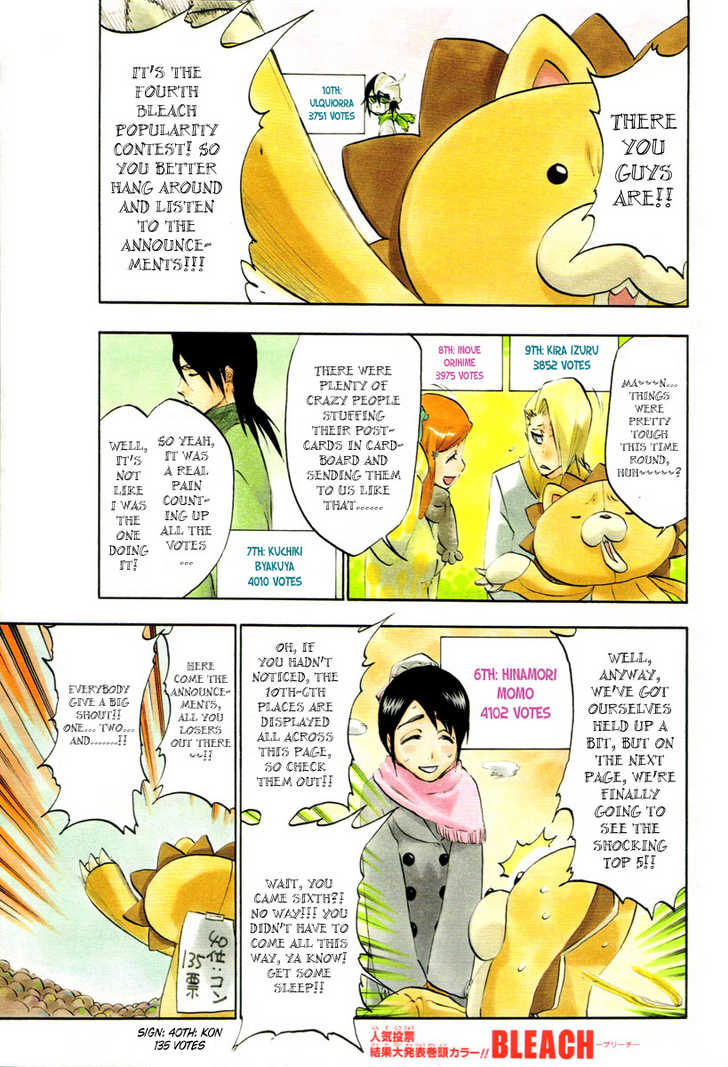 THERE
YOU
GUYS
ARE!!
10TH:
ULQUIORRA
3751 VOTES
IT'S THE
FOURTH
BLEACH
POPULARITY
CONTEST! SO
YOU BETTER
HANG AROUND
AND LISTEN
TO THE
ANNOUNCE-
MENTS!!!
MA~~~N...
THINGS
WERE
PRETTY
TOUGH
THIS TIME
ROUND,
HUH~~~~~?
9TH: KIRA IZURU
3852 VOTES
8TH: INOUE
ORIHIME
3975 VOTES
THERE WERE
PLENTY OF
CRAZY PEOPLE
STUFFING
THEIR POST-
CARDS IN CARD-
BOARD AND
SENDING THEM
TO US LIKE
THAT......
SO YEAH,
IT WAS
A REAL
PAIN
COUNT-
ING UP
ALL THE
VOTES
...
WELL,
IT'S
NOT
LIKE
I WAS
THE
ONE
DOING
IT!
7TH: KUCHIKI
BYAKUYA
4010 VOTES
WELL,
ANYWAY,
WE'VE GOT
OURSELVES
HELD UP A
BIT, BUT ON
THE NEXT
PAGE, WE'RE
FINALLY
GOING TO
SEE THE
SHOCKING
TOP 5!!
6TH: HINAMORI
MOMO
4102 VOTES
OH, IF
YOU HADN'T
NOTICED, THE
10TH-6TH
PLACES ARE
DISPLAYED
ALL ACROSS
THIS PAGE,
SO CHECK
THEM OUT!!
WAIT, YOU
CAME SIXTH?!
NO WAY!!! YOU
DIDN'T HAVE TO
COME ALL THIS
WAY, YA KNOW!
GET SOME
SLEEP!!
HERE
COME THE
ANNOUNCE-
MENTS,
ALL YOU
LOSERS
OUT THERE
~~!!
EVERYBODY
GIVE A BIG
SHOUT!!
ONE... TWO...
AND.......!!
40位:コン
135票
SIGN: 40TH: KON
135 VOTES
人気投票
結果大発表巻頭カラー!! BLEACH ーブリーチー